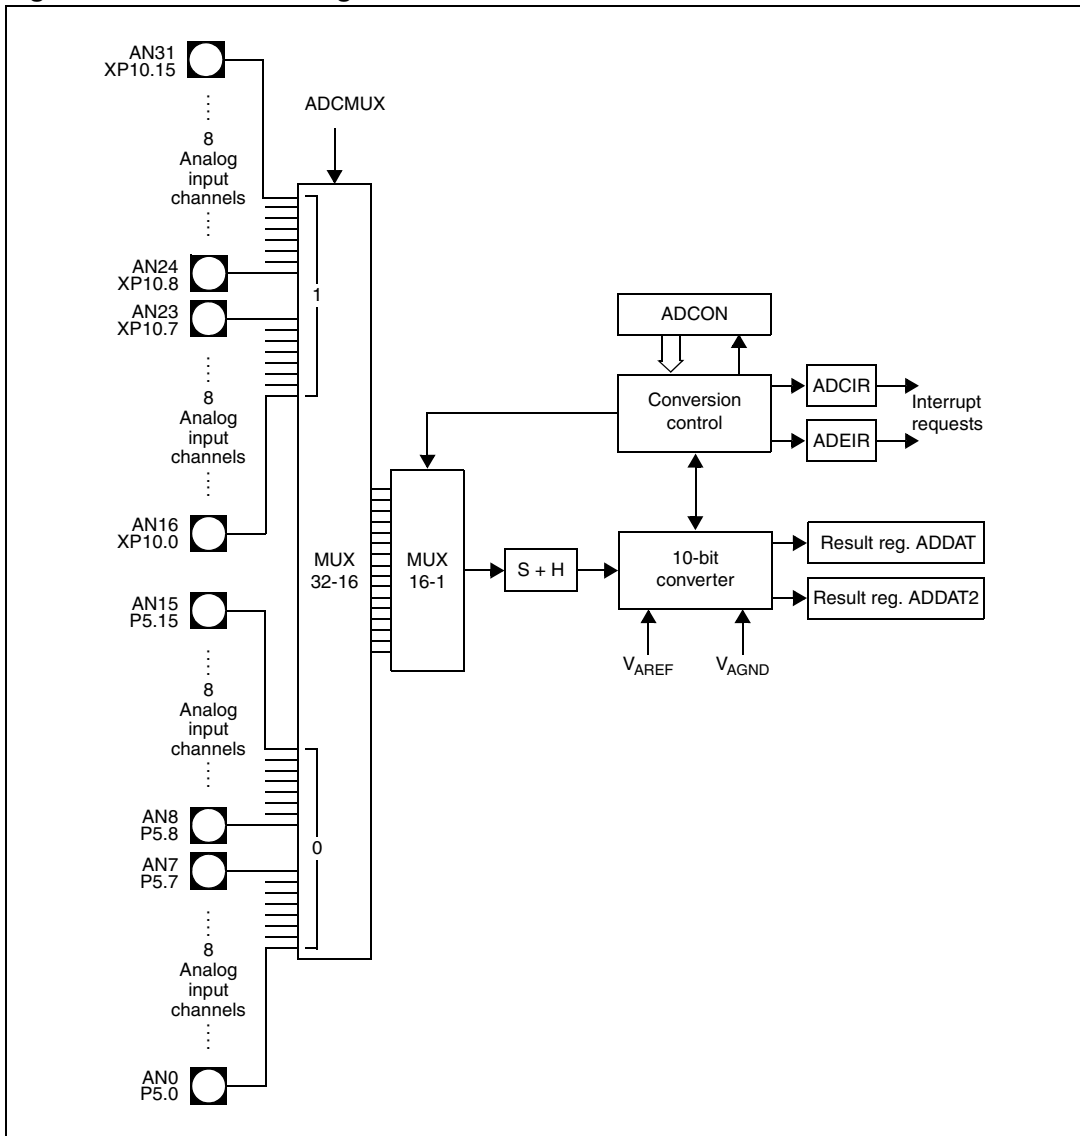 AN31
XP10.15
8
Analog
input
channels
AN24
XP10.8
AN23
XP10.7
8
Analog
input
channels
AN16
XP10.0
AN15
P5.15
8
Analog
input
channels
AN8
P5.8
AN7
P5.7
8
Analog
input
channels
AN0
P5.0
ADCMUX
1
0
MUX
32-16
MUX
16-1
S + H
ADCON
Conversion
control
ADCIR
ADEIR
Interrupt
requests
10-bit
converter
Result reg. ADDAT
Result reg. ADDAT2
VAREF
VAGND